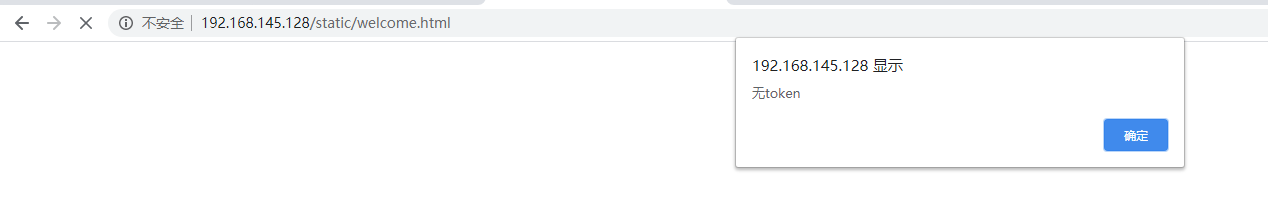 不安全 192.168.145.128/static/welcome.html
192.168.145.128 显示
无token
确定